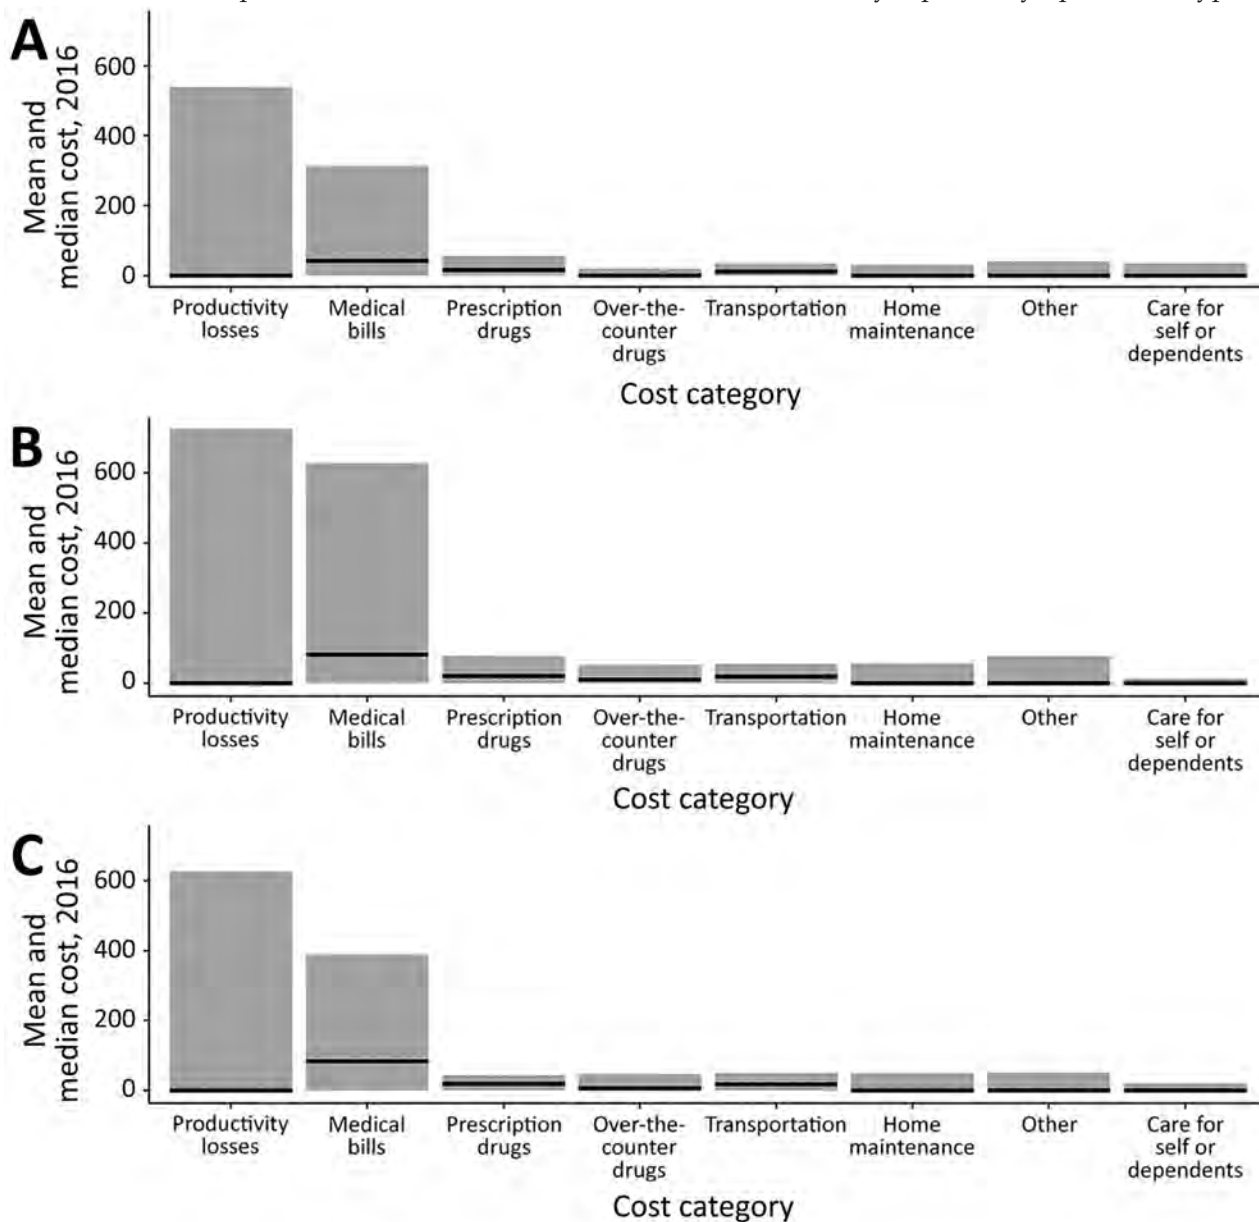 A
Mean and
median cost, 2016
600
400
200
0
Productivity
losses
Medical
bills
Prescription
drugs
Over-the-
counter
drugs
Transportation
Home
maintenance
Other
Care for
self or
dependents
Cost category
B
Mean and
median cost, 2016
600
400
200
0
Productivity
losses
Medical
bills
Prescription
drugs
Over-the-
counter
drugs
Transportation
Home
maintenance
Other
Care for
self or
dependents
Cost category
C
Mean and
median cost, 2016
600
400
200
0
Productivity
losses
Medical
bills
Prescription
drugs
Over-the-
counter
drugs
Transportation
Home
maintenance
Other
Care for
self or
dependents
Cost category